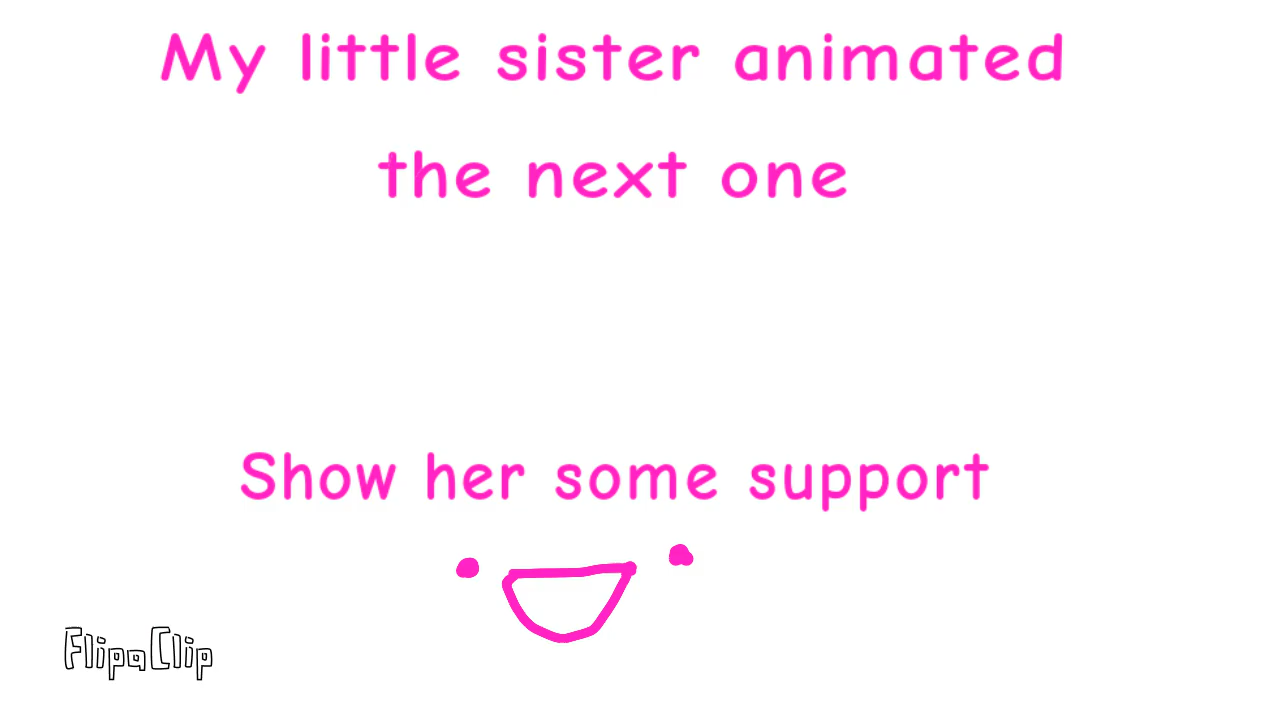 My little sister animated
the next one
Show her some support
FlipaClip